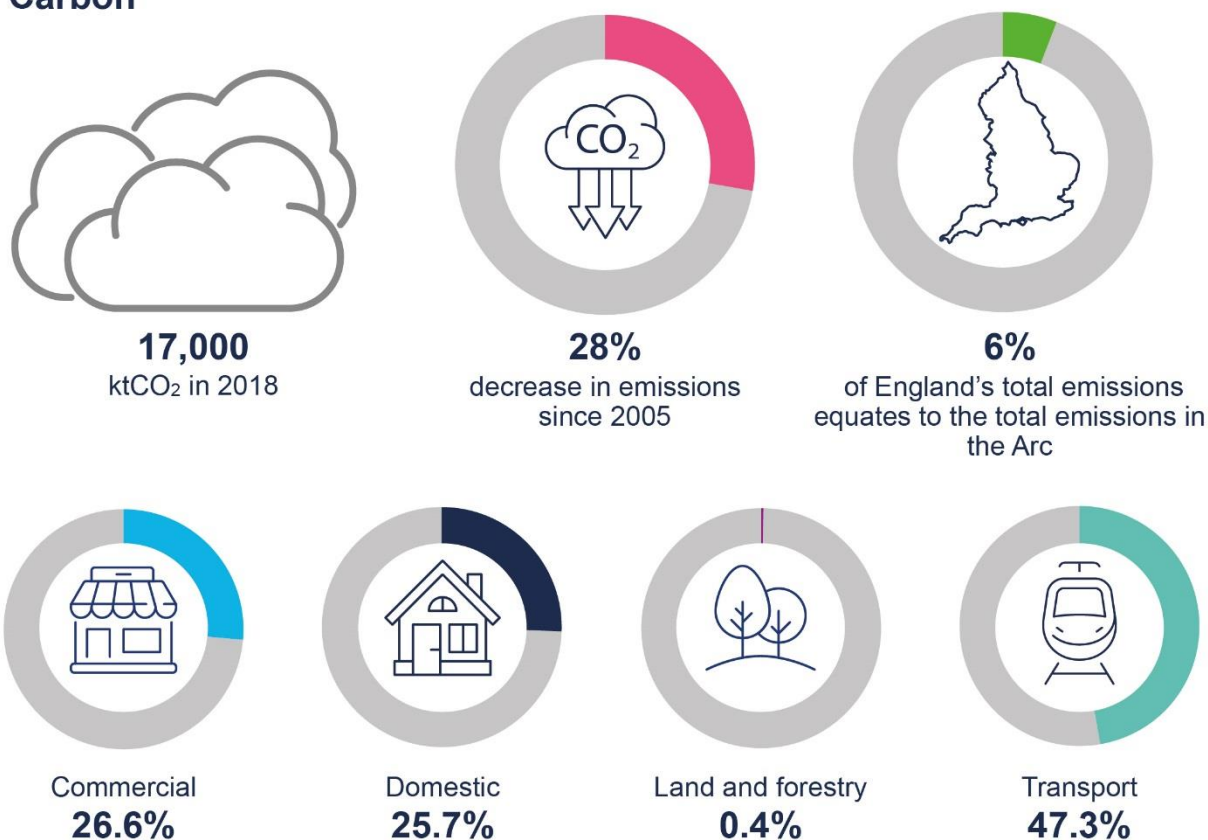 Carbon
CO₂
17,000
ktCO₂ in 2018
28%
decrease in emissions
since 2005
6%
of England's total emissions
equates to the total emissions in
the Arc
Commercial
26.6%
Domestic
25.7%
Land and forestry
0.4%
Transport
47.3%